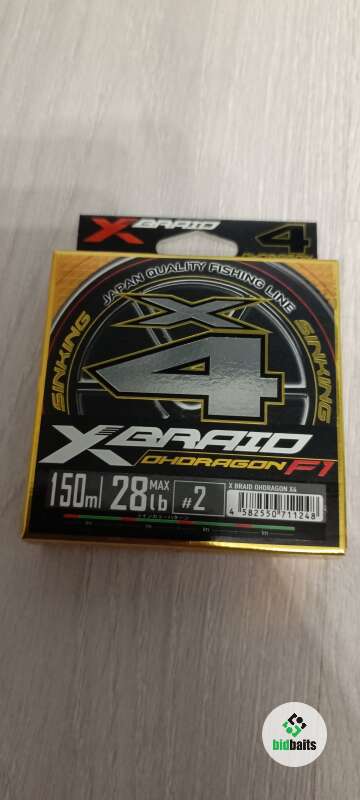 X BRAID
4
JAPAN QUALITY FISHING LINE
SINKING
SINKING
X
4
X BRAID
OHDRAGON F1
150m
28 MAX lb
#2
X BRAID OHDRAGON X4
4 582550 711248
bidbaits